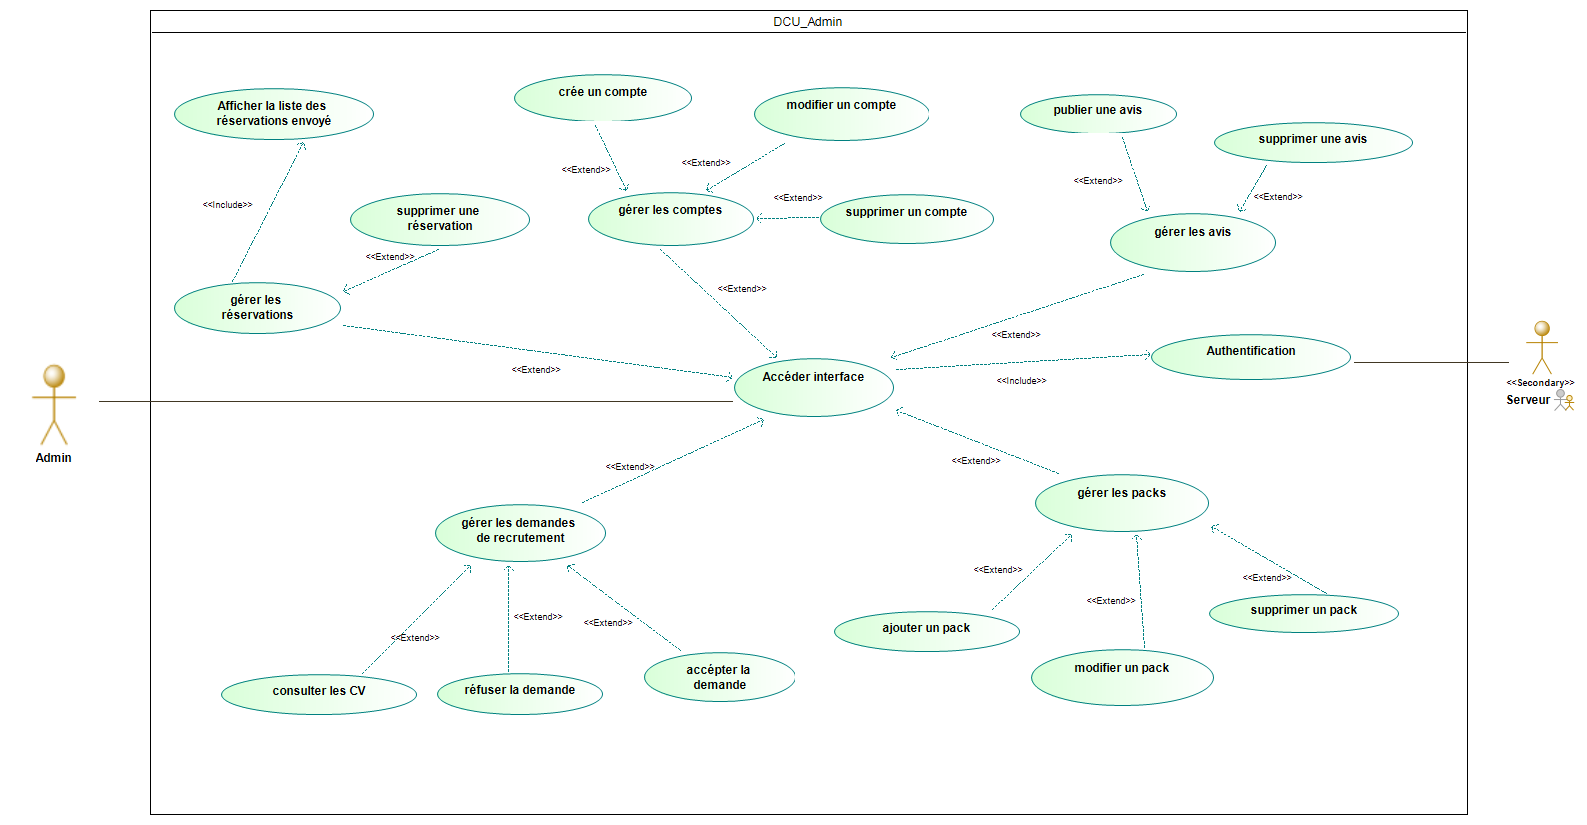 DCU_Admin
Afficher la liste des
réservations envoyé
crée un compte
modifier un compte
publier une avis
supprimer une avis
<<Extend>>
<<Extend>>
<<Extend>>
<<Extend>>
<<Extend>>
<<Include>>
supprimer une
réservation
gérer les comptes
supprimer un compte
gérer les avis
<<Extend>>
<<Extend>>
gérer les
réservations
<<Extend>>
<<Extend>>
Accéder interface
Authentification
<<Include>>
<<Secondary>>
Serveur
Admin
<<Extend>>
<<Extend>>
gérer les demandes
de recrutement
gérer les packs
<<Extend>>
<<Extend>>
<<Extend>>
<<Extend>>
<<Extend>>
<<Extend>>
ajouter un pack
supprimer un pack
consulter les CV
réfuser la demande
accépter la
demande
modifier un pack